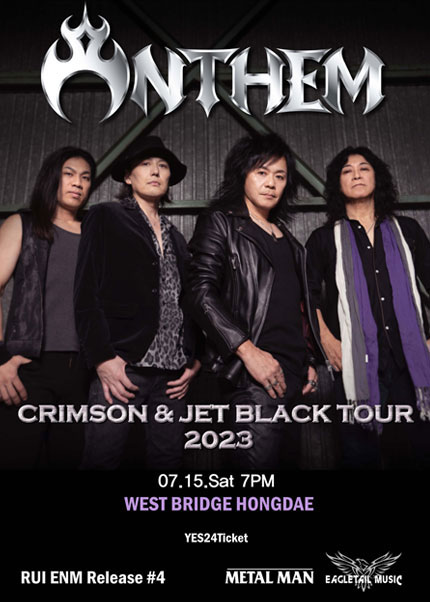 ANTHEM
CRIMSON & JET BLACK TOUR
2023
07.15.Sat 7PM
WEST BRIDGE HONGDAE
YES24Ticket
RUI ENM Release #4
METAL MAN
EAGLETAIL MUSIC